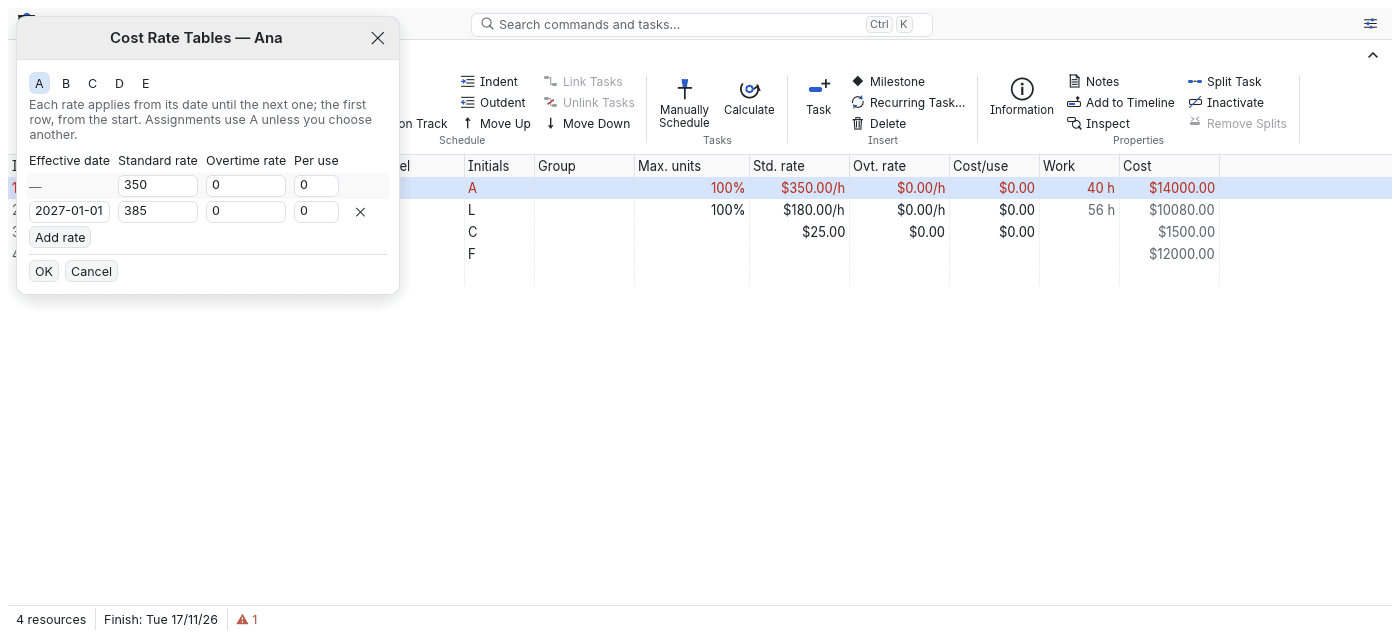 Search commands and tasks... Ctrl K
Cost Rate Tables — Ana
A B C D E
Each rate applies from its date until the next one; the first
row, from the start. Assignments use A unless you choose
another.
Effective date Standard rate Overtime rate Per use
— 350 0 0
2027-01-01 385 0 0
Add rate
OK Cancel
Indent Link Tasks
Outdent Unlink Tasks
on Track Move Up Move Down
Schedule
Manually
Schedule
Calculate
Tasks
Task
Milestone
Recurring Task...
Delete
Insert
Information
Notes Split Task
Add to Timeline Inactivate
Inspect Remove Splits
Properties
Initials Group Max. units Std. rate Ovt. rate Cost/use Work Cost
A 100% $350.00/h $0.00/h $0.00 40 h $14000.00
L 100% $180.00/h $0.00/h $0.00 56 h $10080.00
C $25.00 $0.00 $0.00 $1500.00
F $12000.00
4 resources Finish: Tue 17/11/26 1